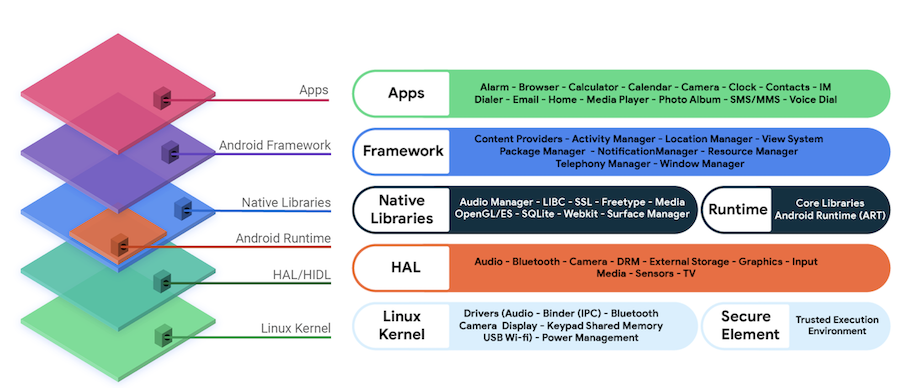 Apps
Android Framework
Native Libraries
Android Runtime
HAL/HIDL
Linux Kernel
Apps
Alarm - Browser - Calculator - Calendar - Camera - Clock - Contacts - IM
Dialer - Email - Home - Media Player - Photo Album - SMS/MMS - Voice Dial
Framework
Content Providers - Activity Manager - Location Manager - View System
Package Manager - NotificationManager - Resource Manager
Telephony Manager - Window Manager
Native
Libraries
Audio Manager - LIBC - SSL - Freetype - Media
OpenGL/ES - SQLite - Webkit - Surface Manager
Runtime
Core Libraries
Android Runtime (ART)
HAL
Audio - Bluetooth - Camera - DRM - External Storage - Graphics - Input
Media - Sensors - TV
Linux
Kernel
Drivers (Audio - Binder (IPC) - Bluetooth
Camera Display - Keypad Shared Memory
USB Wi-fi) - Power Management
Secure
Element
Trusted Execution
Environment